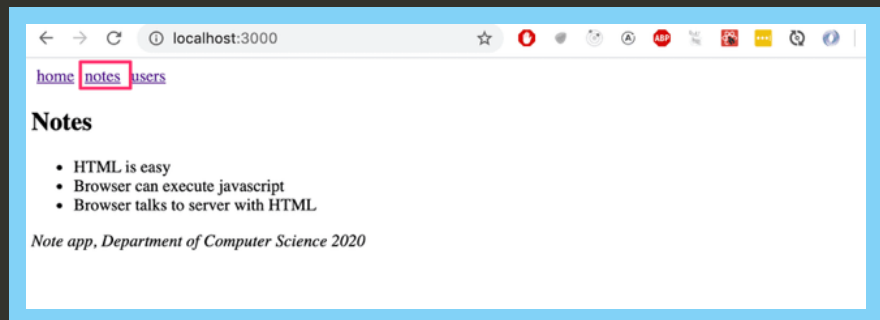 localhost:3000
ABP
home notes users
Notes
HTML is easy
Browser can execute javascript
Browser talks to server with HTML
Note app, Department of Computer Science 2020